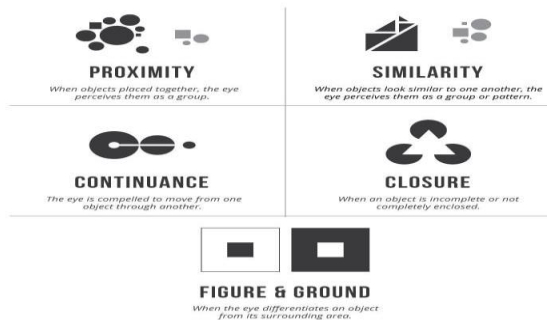 PROXIMITY
When objects placed together, the eye
perceives them as a group.
SIMILARITY
When objects look similar to one another, the
eye perceives them as a group or pattern.
CONTINUANCE
The eye is compelled to move from one
object through another.
CLOSURE
When an object is incomplete or not
completely enclosed.
FIGURE & GROUND
When the eye differentiates an object
from its surrounding area.